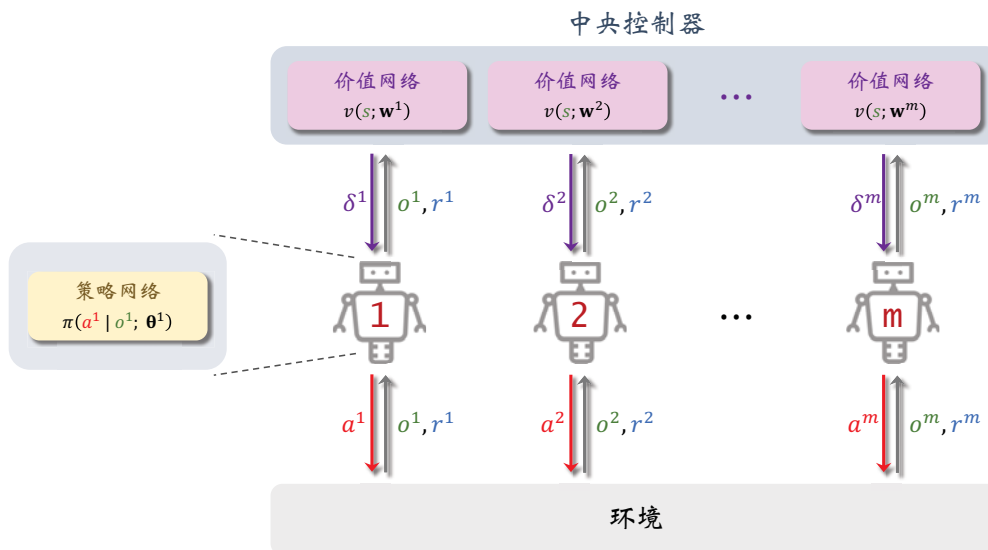 中央控制器
价值网络 价值网络 ... 价值网络
v(s; w¹) v(s; w²) v(s; wᵐ)
δ¹ o¹, r¹ δ² o², r² δᵐ oᵐ, rᵐ
策略网络
π(a¹ | o¹; θ¹)
1 2 ... m
a¹ o¹, r¹ a² o², r² aᵐ oᵐ, rᵐ
环境